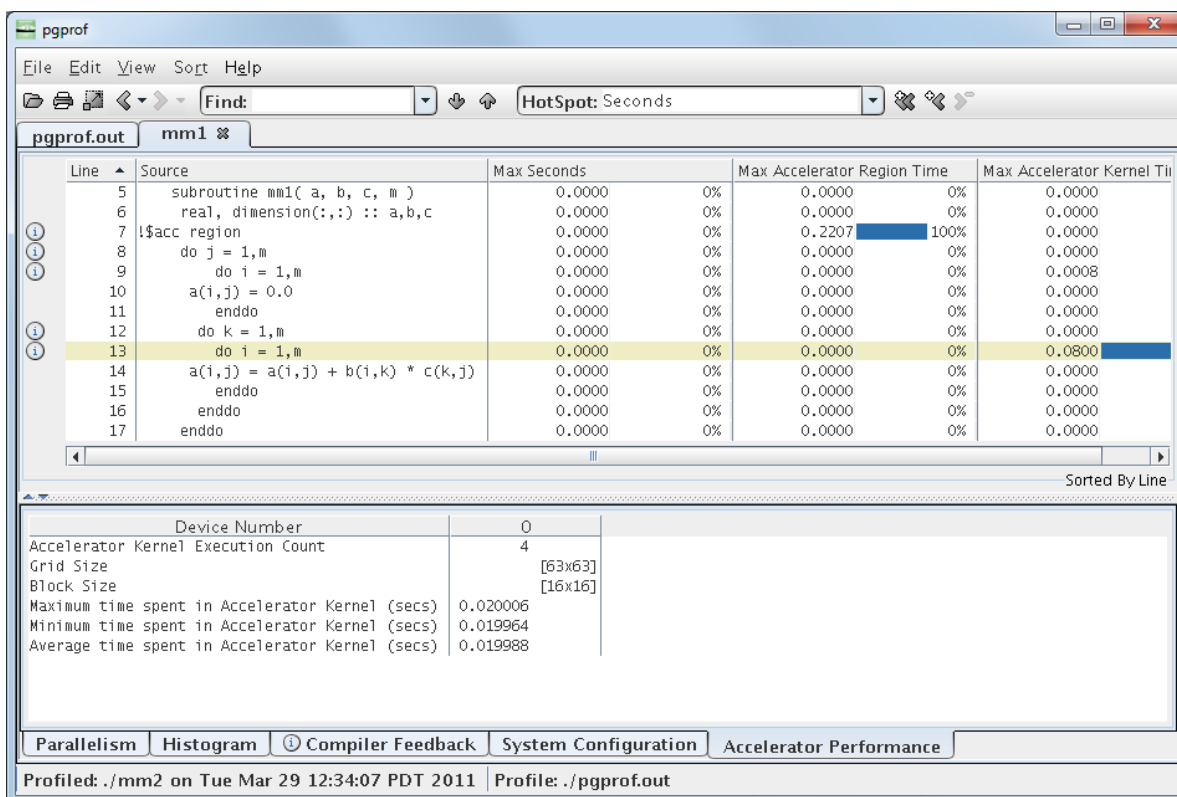 pgprof
File Edit View Sort Help
Find: HotSpot: Seconds
pgprof.out mm1
Line Source Max Seconds Max Accelerator Region Time Max Accelerator Kernel Ti
5 subroutine mm1( a, b, c, m ) 0.0000 0% 0.0000 0% 0.0000
6 real, dimension(:,:) :: a,b,c 0.0000 0% 0.0000 0% 0.0000
7 !$acc region 0.0000 0% 0.2207 100% 0.0000
8 do j = 1,m 0.0000 0% 0.0000 0% 0.0000
9 do i = 1,m 0.0000 0% 0.0000 0% 0.0008
10 a(i,j) = 0.0 0.0000 0% 0.0000 0% 0.0000
11 enddo 0.0000 0% 0.0000 0% 0.0000
12 do k = 1,m 0.0000 0% 0.0000 0% 0.0000
13 do i = 1,m 0.0000 0% 0.0000 0% 0.0800
14 a(i,j) = a(i,j) + b(i,k) * c(k,j) 0.0000 0% 0.0000 0% 0.0000
15 enddo 0.0000 0% 0.0000 0% 0.0000
16 enddo 0.0000 0% 0.0000 0% 0.0000
17 enddo 0.0000 0% 0.0000 0% 0.0000
Sorted By Line
Device Number 0
Accelerator Kernel Execution Count 4
Grid Size [63x63]
Block Size [16x16]
Maximum time spent in Accelerator Kernel (secs) 0.020006
Minimum time spent in Accelerator Kernel (secs) 0.019964
Average time spent in Accelerator Kernel (secs) 0.019988
Parallelism Histogram Compiler Feedback System Configuration Accelerator Performance
Profiled: ./mm2 on Tue Mar 29 12:34:07 PDT 2011 Profile: ./pgprof.out